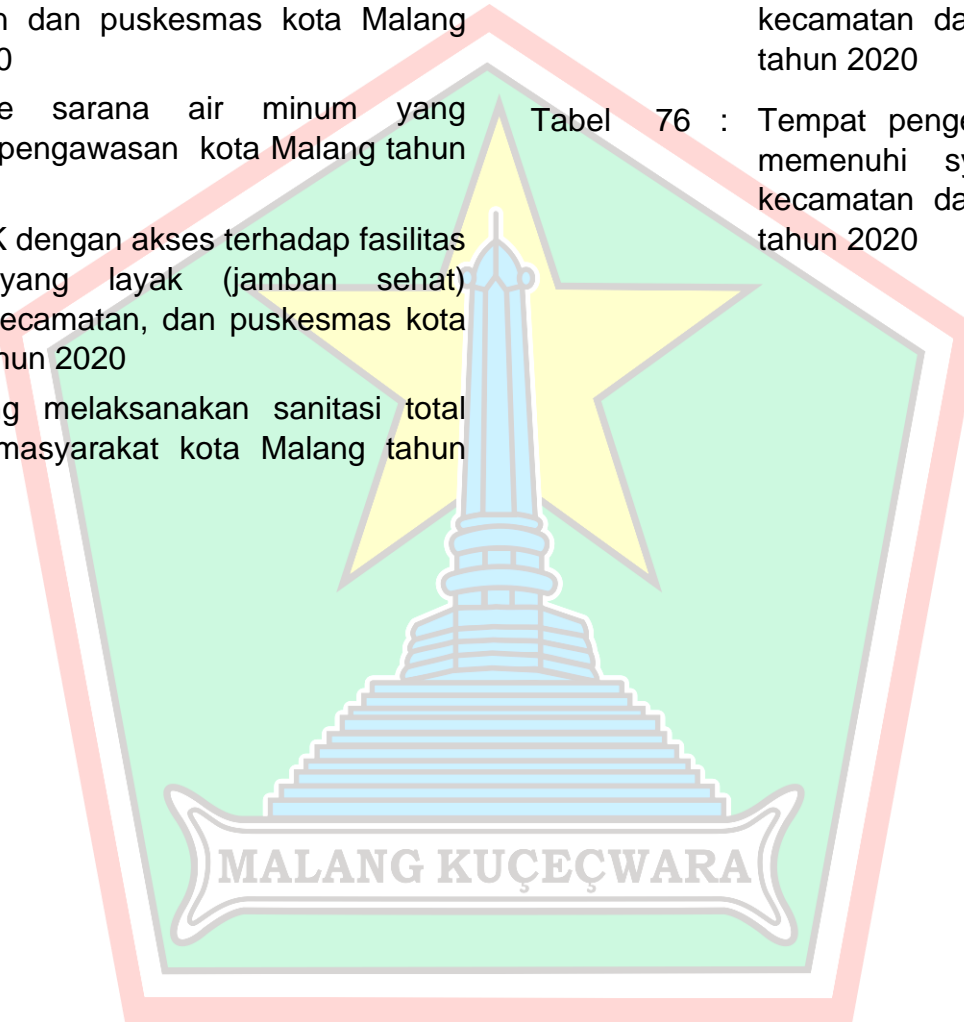 dan puskesmas kota Malang
0
sarana air minum yang
pengawasan kota Malang tahun
K dengan akses terhadap fasilitas
yang layak (jamban sehat)
ecamatan, dan puskesmas kota
hun 2020
melaksanakan sanitasi total
masyarakat kota Malang tahun
kecamatan da
tahun 2020
Tabel 76 : Tempat penge
memenuhi sy
kecamatan da
tahun 2020
MALANG KUÇEÇWARA